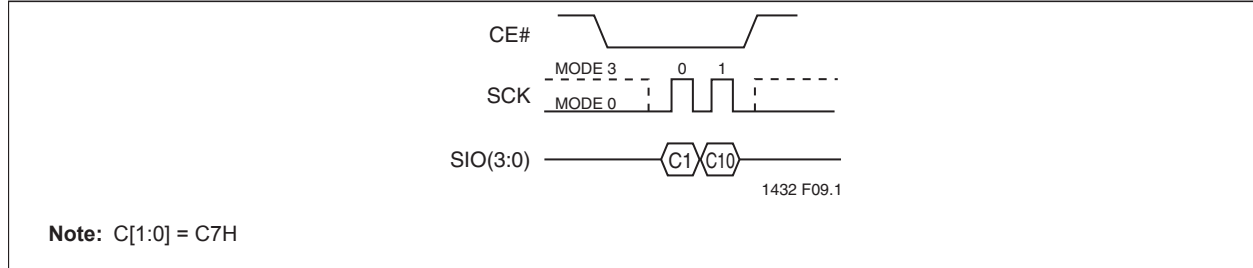 CE#
MODE 3 0 1
SCK
MODE 0
SIO(3:0) C1 C10
1432 F09.1
Note: C[1:0] = C7H